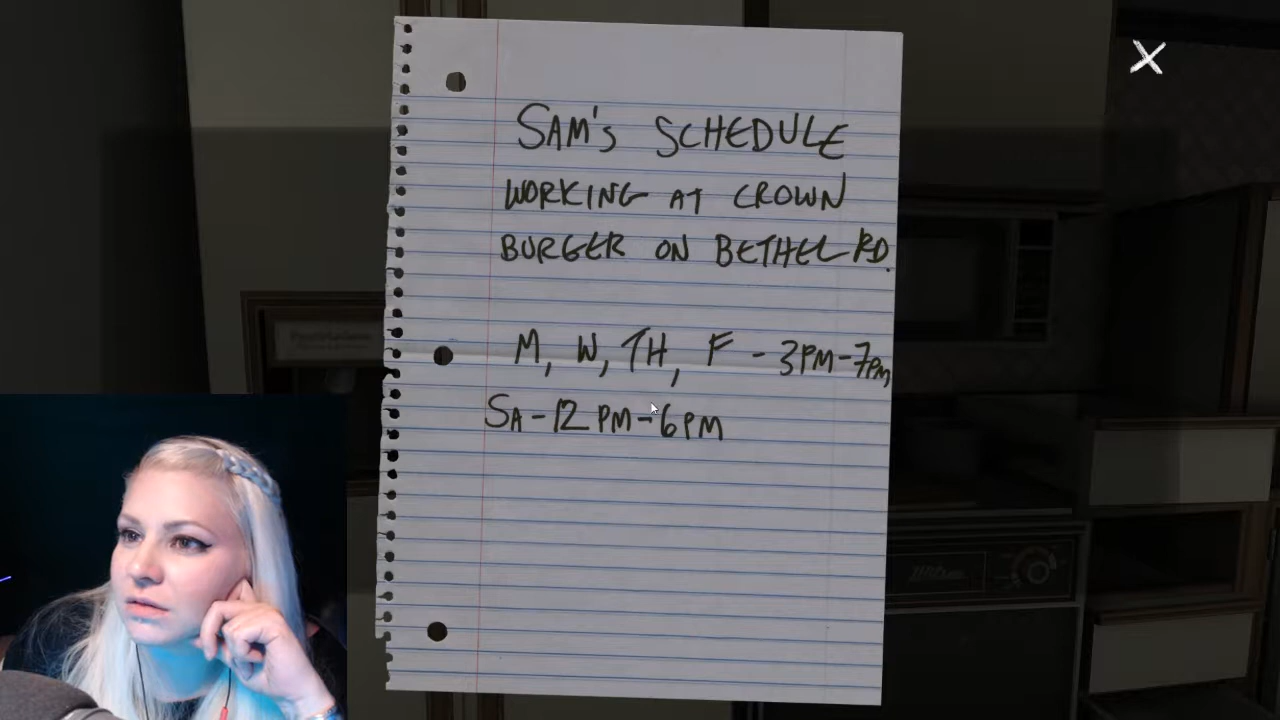 SAM'S SCHEDULE
WORKING AT CROWN
BURGER ON BETHEL RD.
M, W, TH, F - 3PM-7PM
SA-12 PM-6PM